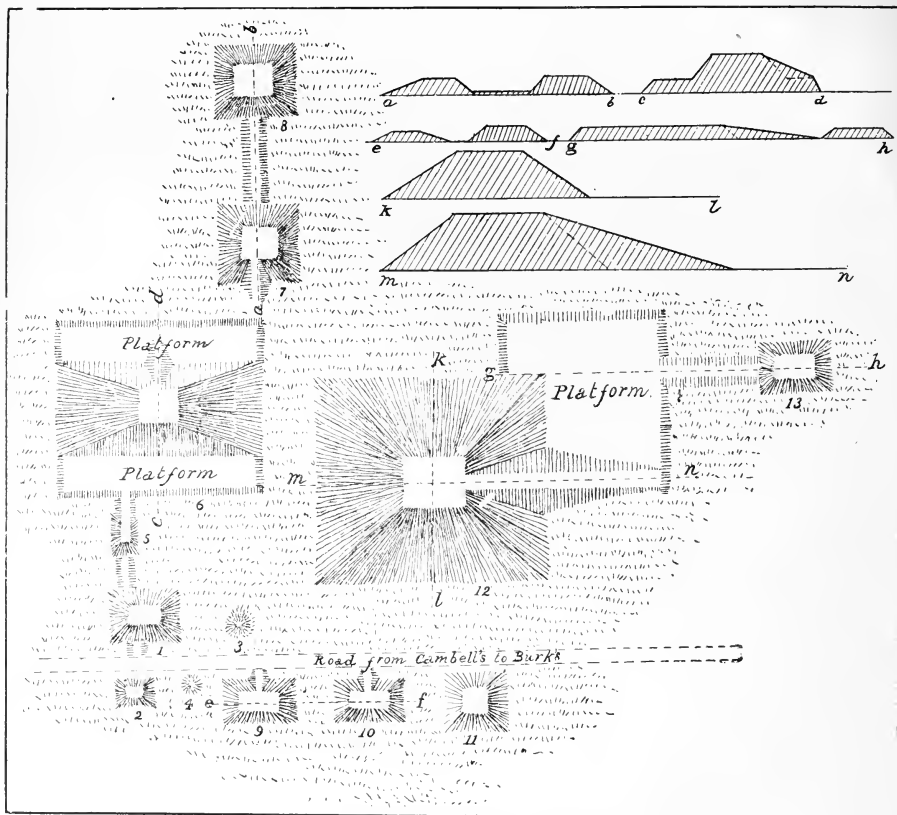 b
8
a b c d
e f g h
k l
m n
7
d a
Platform
k
g
Platform.
h
13
m n
Platform
6
c
5
l 12
1 3
Road from Cambell's to Burks
2 4 e 9 10 f 11